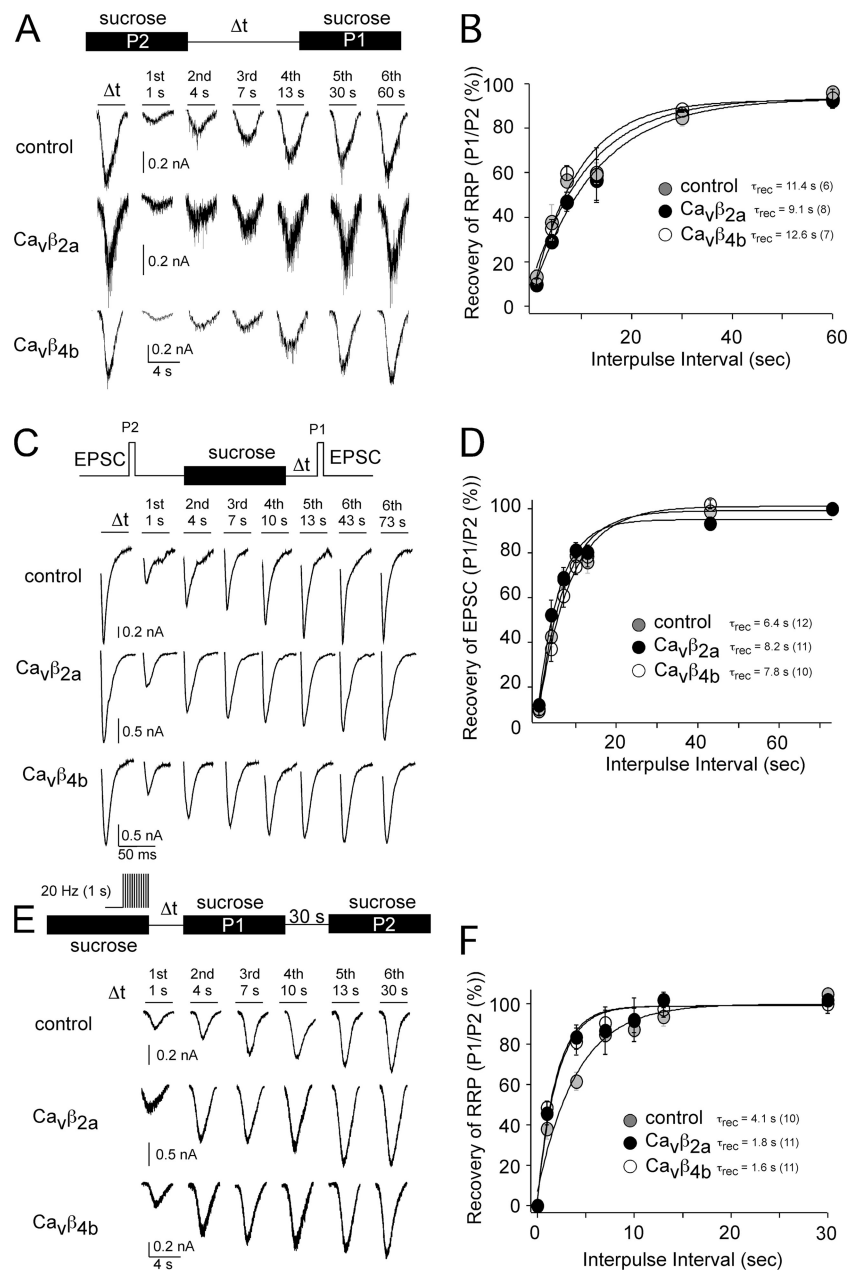 A
sucrose Δt sucrose
P2 P1
Δt 1st 2nd 3rd 4th 5th 6th
1 s 4 s 7 s 13 s 30 s 60 s
control
0.2 nA
Cavβ2a
0.2 nA
Cavβ4b
0.2 nA
4 s
B
Recovery of RRP (P1/P2 (%))
100
80
60
40
20
0
control τrec = 11.4 s (6)
Cavβ2a τrec = 9.1 s (8)
Cavβ4b τrec = 12.6 s (7)
20 40 60
Interpulse Interval (sec)
C
P2 P1
EPSC sucrose Δt EPSC
Δt 1st 2nd 3rd 4th 5th 6th 6th
1 s 4 s 7 s 10 s 13 s 43 s 73 s
control
0.2 nA
Cavβ2a
0.5 nA
Cavβ4b
0.5 nA
50 ms
D
Recovery of EPSC (P1/P2 (%))
100
80
60
40
20
0
control τrec = 6.4 s (12)
Cavβ2a τrec = 8.2 s (11)
Cavβ4b τrec = 7.8 s (10)
20 40 60
Interpulse Interval (sec)
E
20 Hz (1 s)
sucrose Δt sucrose 30 s sucrose
P1 P2
Δt 1st 2nd 3rd 4th 5th 6th
1 s 4 s 7 s 10 s 13 s 30 s
control
0.2 nA
Cavβ2a
0.5 nA
Cavβ4b
0.2 nA
4 s
F
Recovery of RRP (P1/P2 (%))
100
80
60
40
20
0
control τrec = 4.1 s (10)
Cavβ2a τrec = 1.8 s (11)
Cavβ4b τrec = 1.6 s (11)
0 10 20 30
Interpulse Interval (sec)